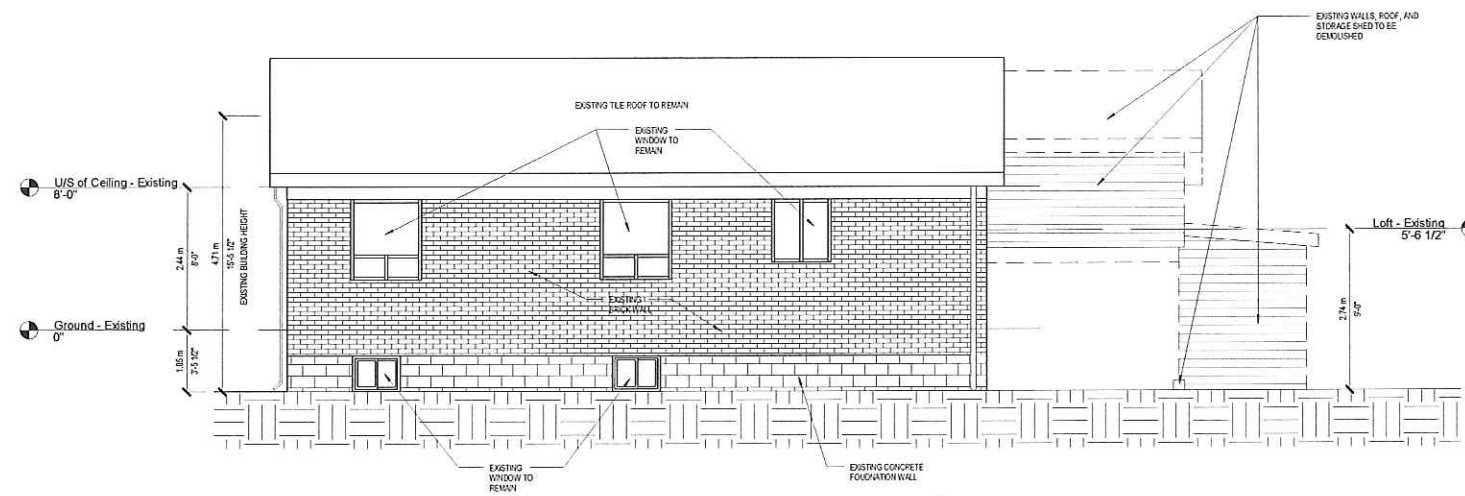 EXISTING WALLS, ROOF, AND
STORAGE SHED TO BE
DEMOLISHED
EXISTING TILE ROOF TO REMAIN
EXISTING
WINDOW TO
REMAIN
U/S of Ceiling - Existing
8'-0"
Loft - Existing
5'-6 1/2"
2.44 m
8'-0"
4.71 m
15'-5 1/2"
EXISTING BUILDING HEIGHT
EXISTING
BRICK WALL
2.74 m
9'-0"
Ground - Existing
0"
1.05 m
3'-5 1/2"
EXISTING
WINDOW TO
REMAIN
EXISTING CONCRETE
FOUDNATION WALL